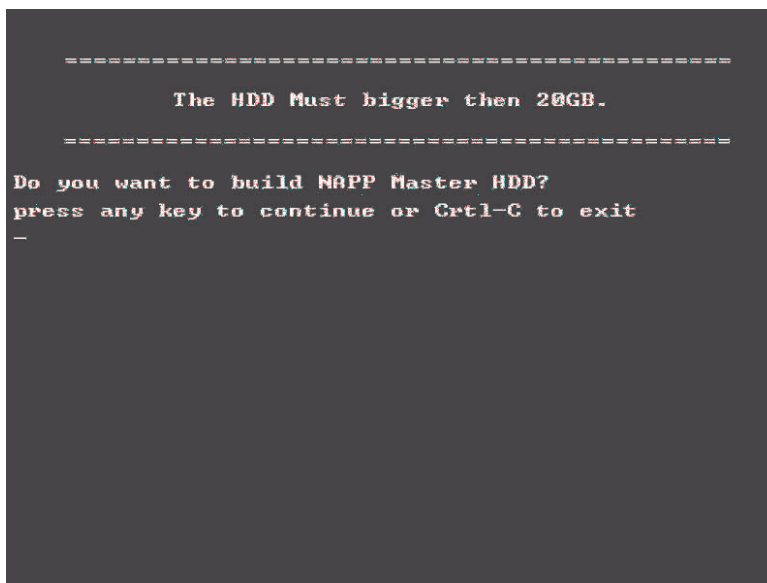 ==============================================
The HDD Must bigger then 20GB.
==============================================
Do you want to build NAPP Master HDD?
press any key to continue or Crtl-C to exit
_